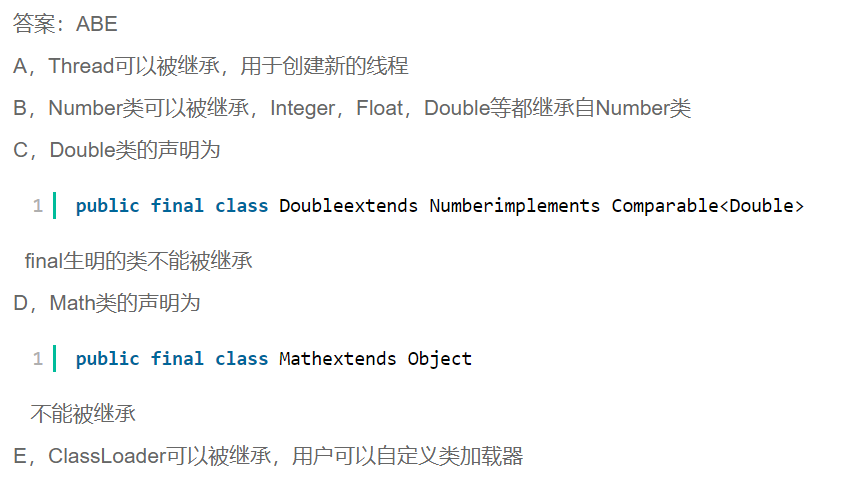 答案：ABE
A，Thread可以被继承，用于创建新的线程
B，Number类可以被继承，Integer，Float，Double等都继承自Number类
C，Double类的声明为
1 public final class Doubleextends Numberimplements Comparable<Double>
final生明的类不能被继承
D，Math类的声明为
1 public final class Mathextends Object
不能被继承
E，ClassLoader可以被继承，用户可以自定义类加载器